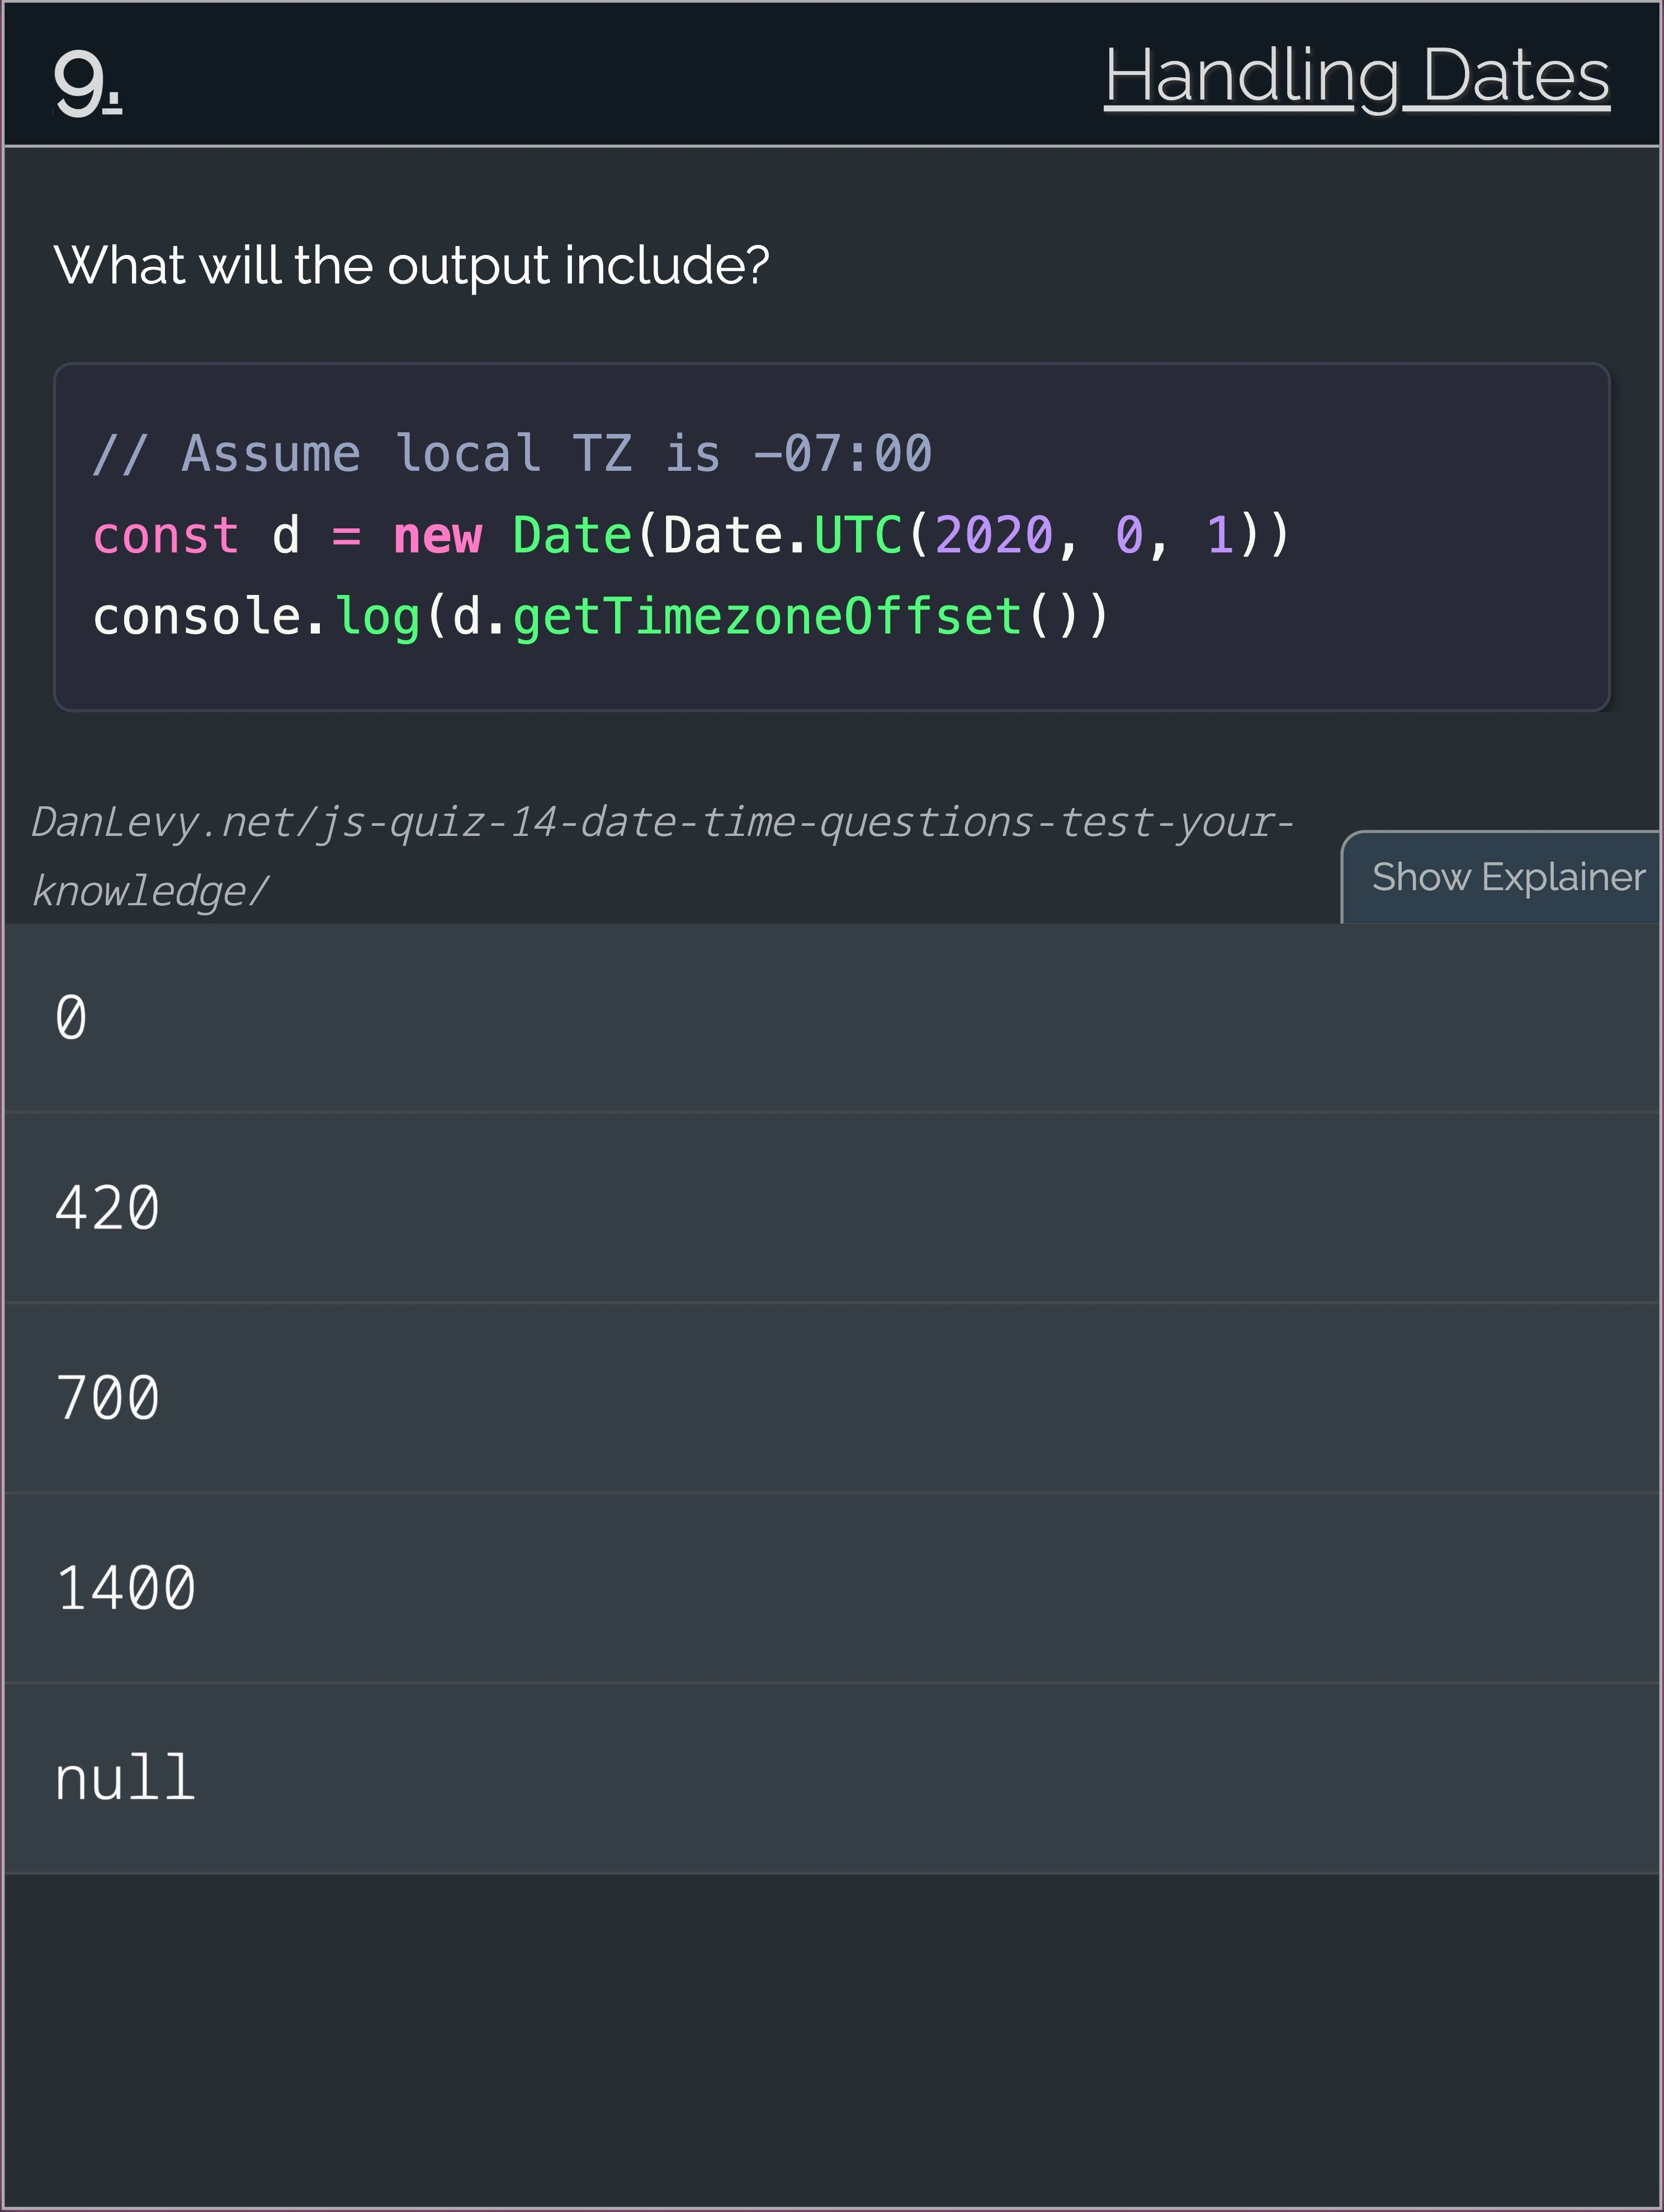 9.
Handling Dates
What will the output include?
// Assume local TZ is -07:00
const d = new Date(Date.UTC(2020, 0, 1))
console.log(d.getTimezoneOffset())
DanLevy.net/js-quiz-14-date-time-questions-test-your-
knowledge/
Show Explainer
0
420
700
1400
null